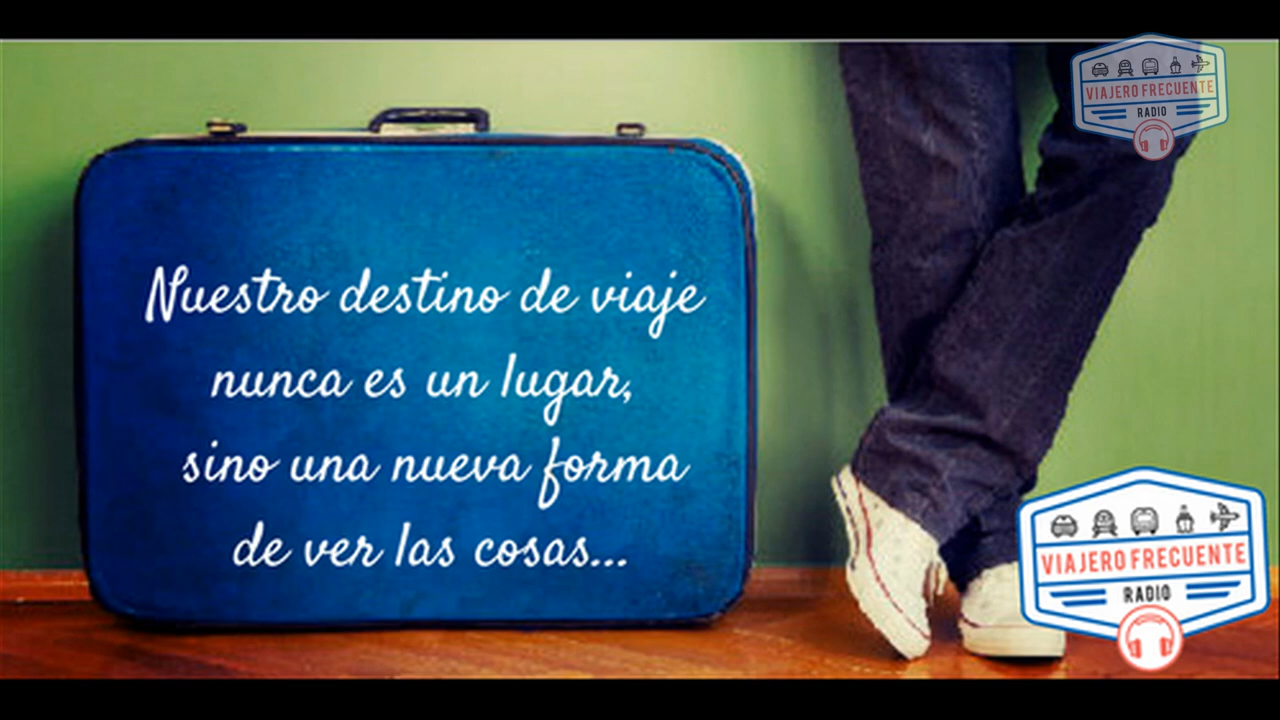 VIAJERO FRECUENTE
RADIO
Nuestro destino de viaje
nunca es un lugar,
sino una nueva forma
de ver las cosas...
VIAJERO FRECUENTE
RADIO